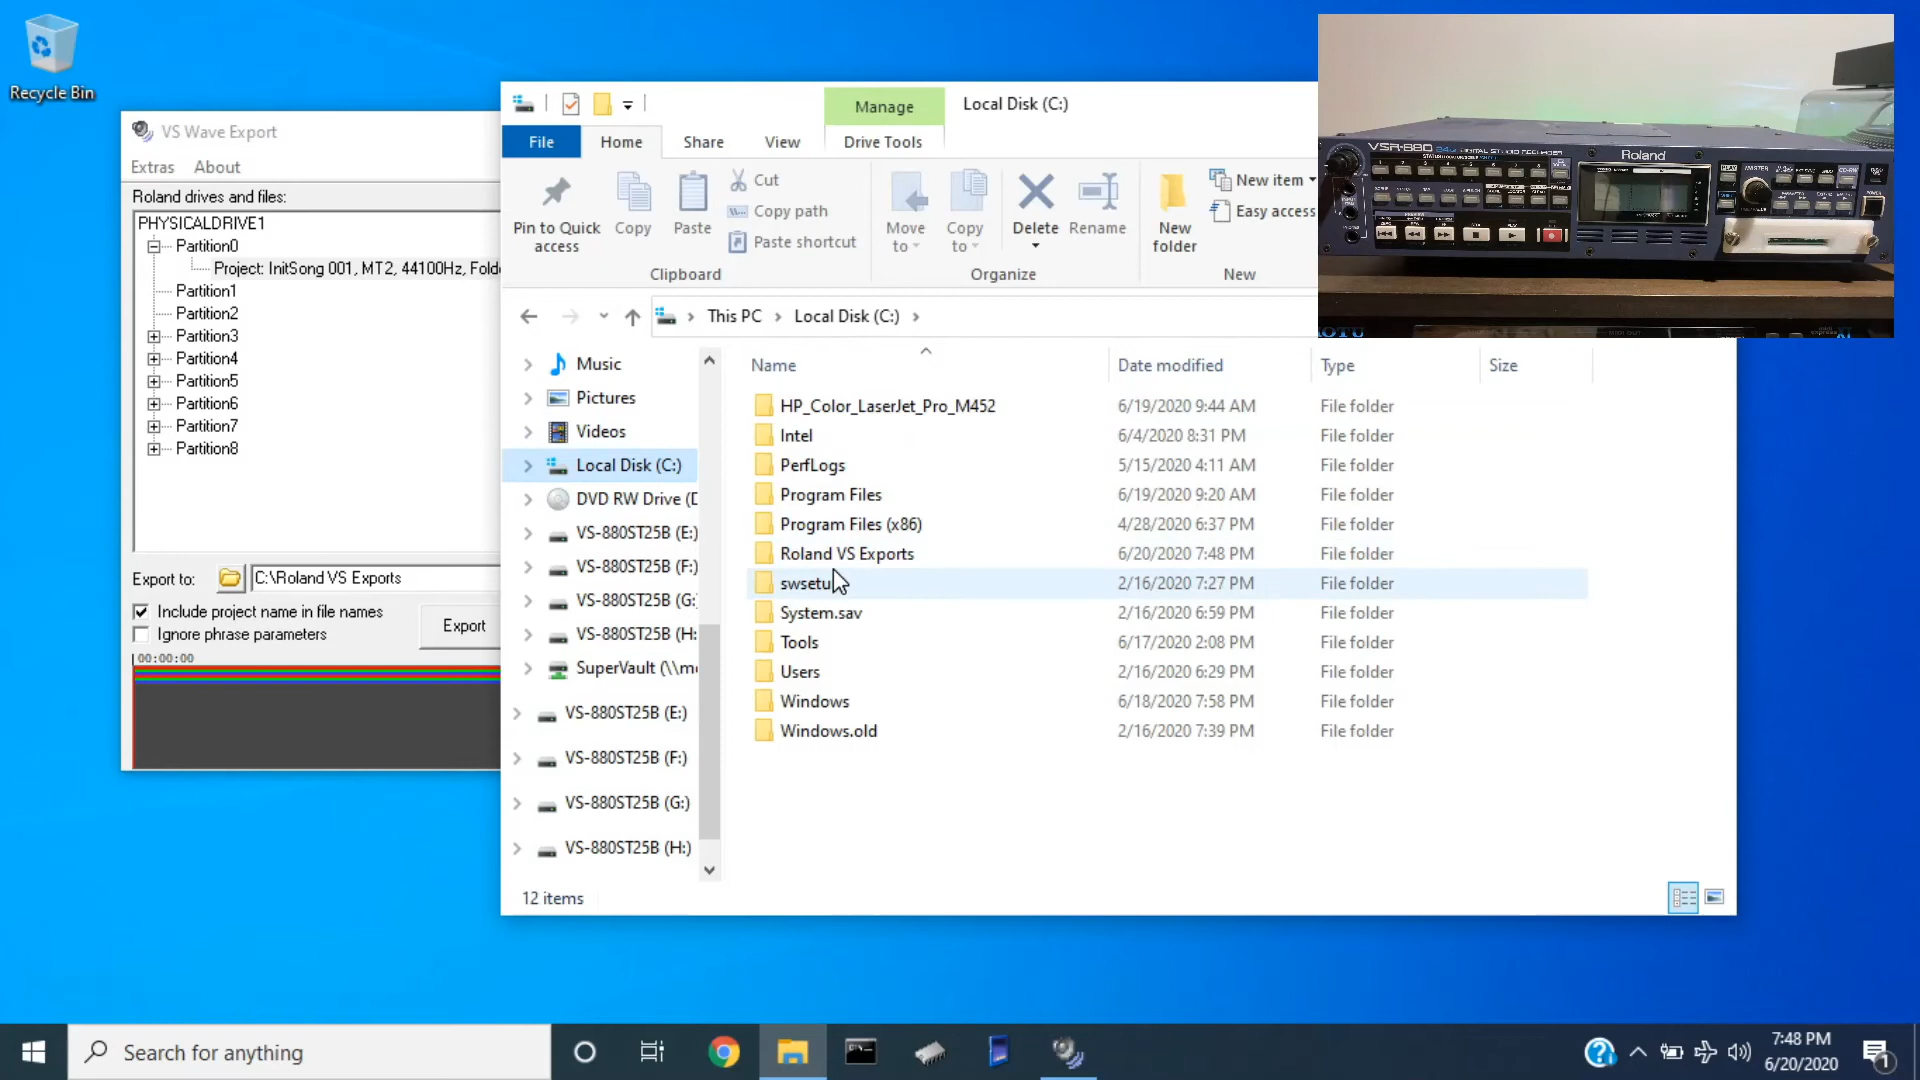 Recycle Bin
VS Wave Export
Extras About
Roland drives and files:
PHYSICALDRIVE1
Partition0
Project: InitSong 001, MT2, 44100Hz, Folde
Partition1
Partition2
Partition3
Partition4
Partition5
Partition6
Partition7
Partition8
Export to: C:\Roland VS Exports
Include project name in file names
Ignore phrase parameters
Export
00:00:00
Manage
Local Disk (C:)
File Home Share View Drive Tools
Pin to Quick access
Copy
Paste
Cut
Copy path
Paste shortcut
Clipboard
Move to
Copy to
Delete
Rename
Organize
New folder
New item
Easy access
New
This PC Local Disk (C:)
Music
Pictures
Videos
Local Disk (C:)
DVD RW Drive (D
VS-880ST25B (E:)
VS-880ST25B (F:)
VS-880ST25B (G:
VS-880ST25B (H:
SuperVault (\\m
VS-880ST25B (E:)
VS-880ST25B (F:)
VS-880ST25B (G:)
VS-880ST25B (H:)
Name Date modified Type Size
HP_Color_LaserJet_Pro_M452 6/19/2020 9:44 AM File folder
Intel 6/4/2020 8:31 PM File folder
PerfLogs 5/15/2020 4:11 AM File folder
Program Files 6/19/2020 9:20 AM File folder
Program Files (x86) 4/28/2020 6:37 PM File folder
Roland VS Exports 6/20/2020 7:48 PM File folder
swsetu 2/16/2020 7:27 PM File folder
System.sav 2/16/2020 6:59 PM File folder
Tools 6/17/2020 2:08 PM File folder
Users 2/16/2020 6:29 PM File folder
Windows 6/18/2020 7:58 PM File folder
Windows.old 2/16/2020 7:39 PM File folder
12 items
VSR-880 DIGITAL STUDIO RECORDER
Roland
Search for anything
7:48 PM
6/20/2020
1